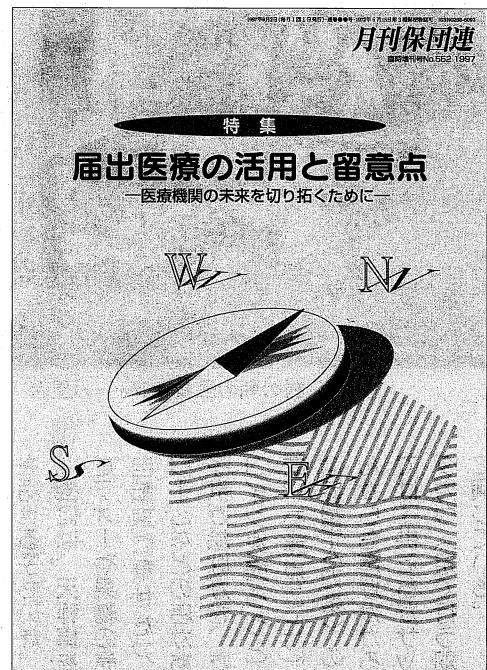 月刊保団連
臨時増刊号No.552 1997
特集
届出医療の活用と留意点
―医療機関の未来を切り拓くために―
W
N
S
E